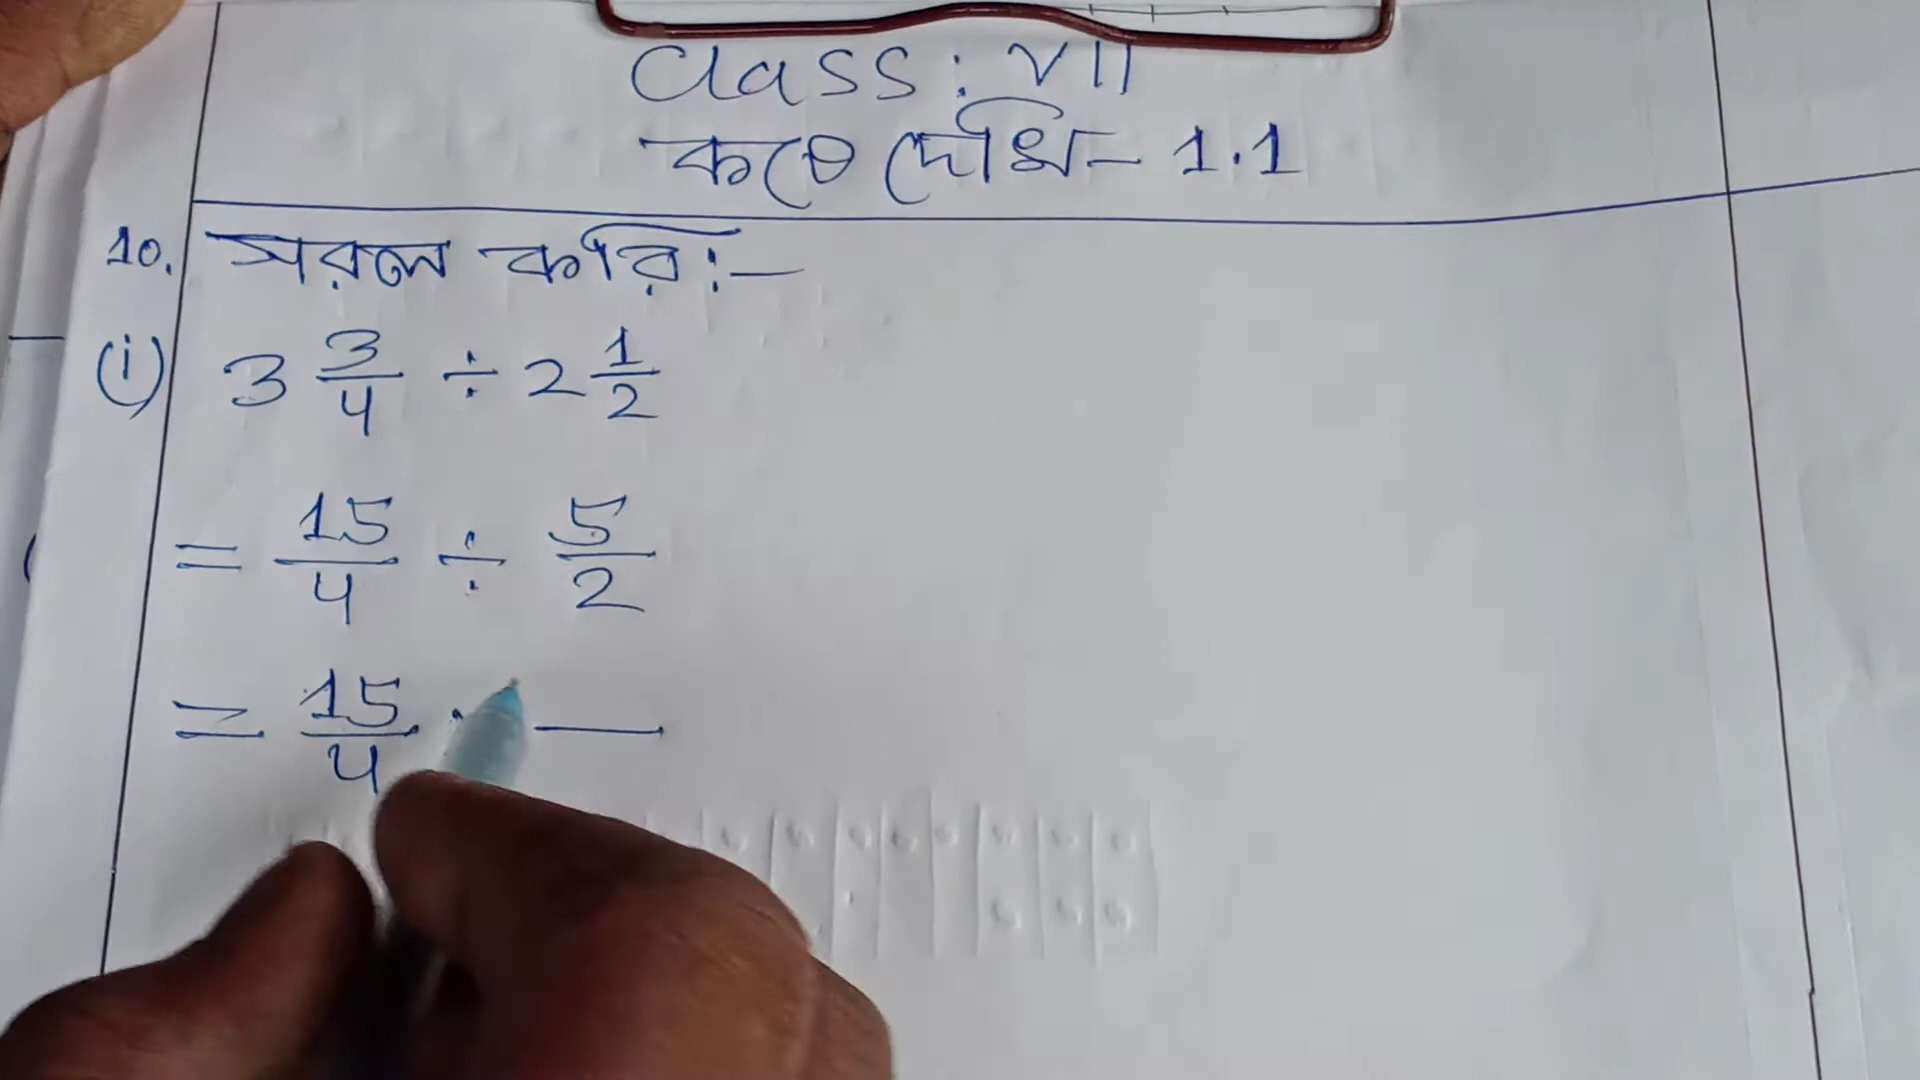 Class: VII
কষে দেখি- 1.1
10. সরল করি:-
(i) 3 3/4 ÷ 2 1/2
= 15/4 ÷ 5/2
= 15/4